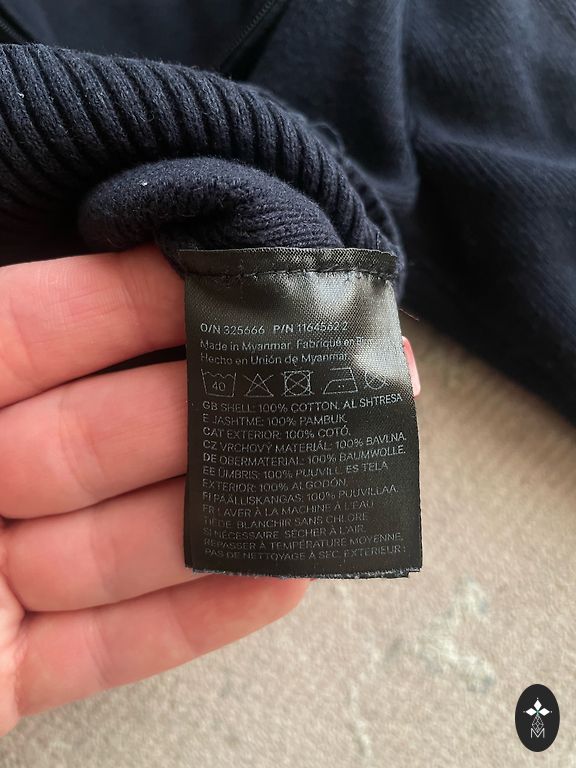 O/N 325666 P/N 1164562 2
Made in Myanmar. Fabriqué en
Hecho en Unión de Myanmar.
40
GB SHELL: 100% COTTON. AL SHTRESA
E JASHTME: 100% PAMBUK.
CAT EXTERIOR: 100% COTÓ.
CZ VRCHOVÝ MATERIÁL: 100% BAVLNA.
DE OBERMATERIAL: 100% BAUMWOLLE.
EE ÜMBRIS: 100% PUUVILL. ES TELA
EXTERIOR: 100% ALGODÓN.
FI PÄÄLLUSKANGAS: 100% PUUVILLAA.
FR LAVER À LA MACHINE À L'EAU
TIÈDE. BLANCHIR SANS CHLORE
SI NÉCESSAIRE. SÉCHER À L'AIR.
REPASSER À TEMPÉRATURE MOYENNE.
PAS DE NETTOYAGE À SEC. EXTÉRIEUR:
M